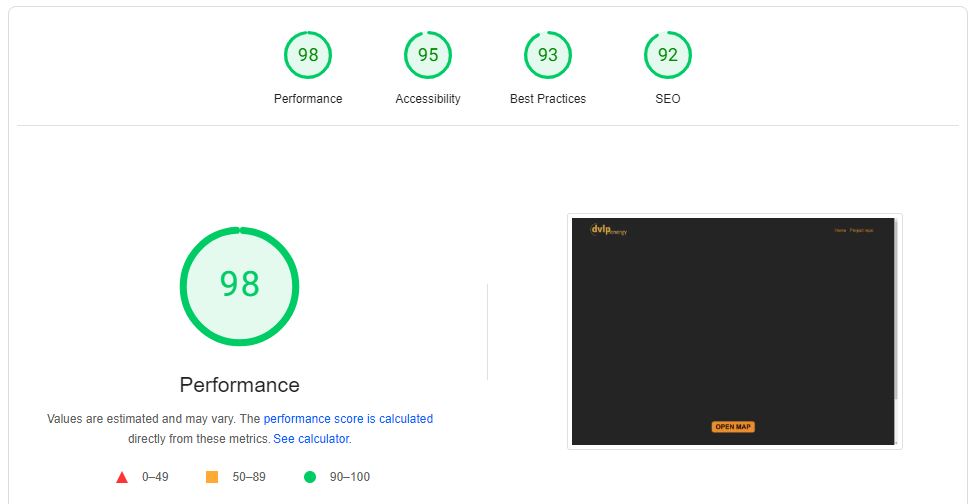 98
95
93
92
Performance
Accessibility
Best Practices
SEO
98
Performance
Values are estimated and may vary. The performance score is calculated
directly from these metrics. See calculator.
0–49
50–89
90–100
dvlp energy
Home Project repo
OPEN MAP